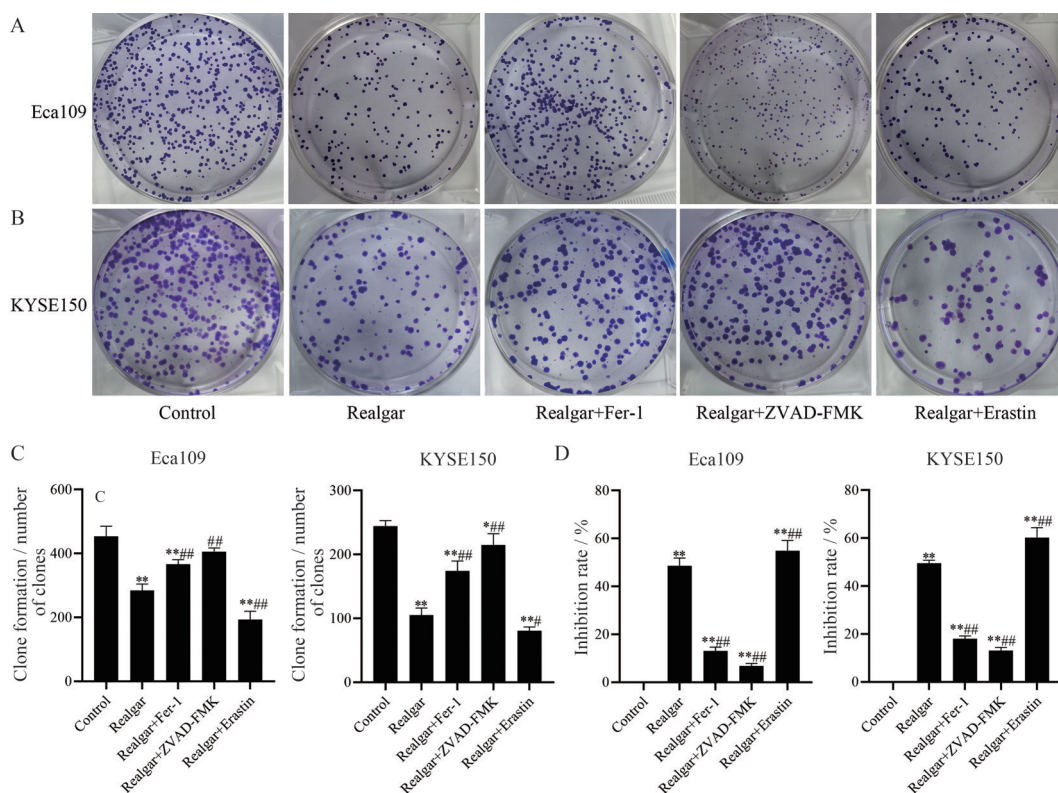 A
Eca109
B
KYSE150
Control Realgar Realgar+Fer-1 Realgar+ZVAD-FMK Realgar+Erastin
C
Eca109
Clone formation / number
of clones
600
400
200
0
C
**
**##
##
**##
Control
Realgar
Realgar+Fer-1
Realgar+ZVAD-FMK
Realgar+Erastin
KYSE150
Clone formation / number
of clones
300
200
100
0
**
**##
*##
**#
Control
Realgar
Realgar+Fer-1
Realgar+ZVAD-FMK
Realgar+Erastin
D
Eca109
Inhibition rate / %
80
60
40
20
0
**
**##
**##
**##
Control
Realgar
Realgar+Fer-1
Realgar+ZVAD-FMK
Realgar+Erastin
KYSE150
Inhibition rate / %
80
60
40
20
0
**
**##
**##
**##
Control
Realgar
Realgar+Fer-1
Realgar+ZVAD-FMK
Realgar+Erastin